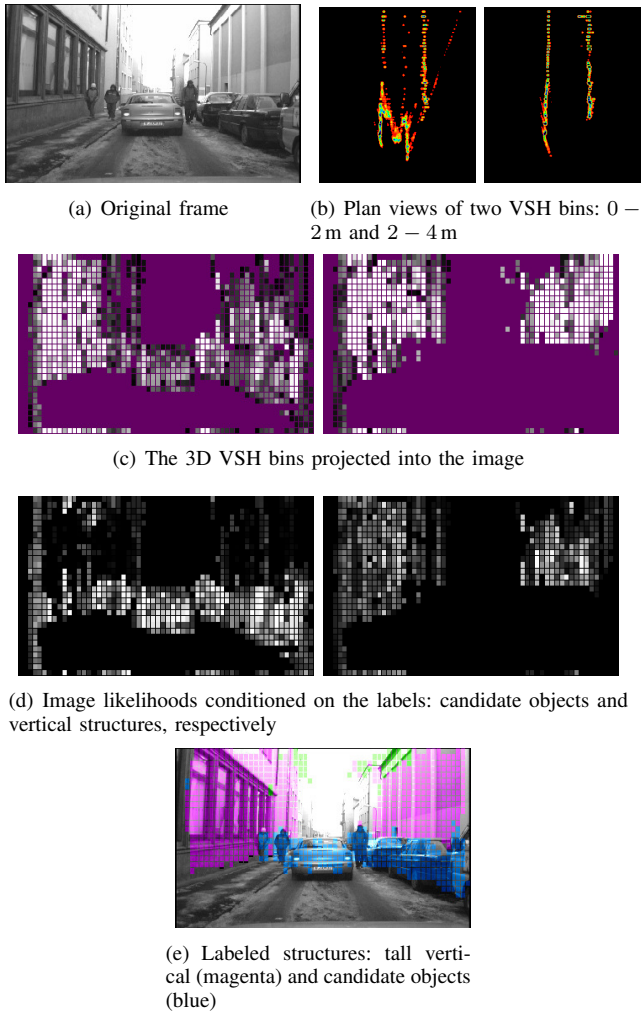 (a) Original frame
(b) Plan views of two VSH bins: 0 −
2 m and 2 − 4 m
(c) The 3D VSH bins projected into the image
(d) Image likelihoods conditioned on the labels: candidate objects and
vertical structures, respectively
(e) Labeled structures: tall verti-
cal (magenta) and candidate objects
(blue)